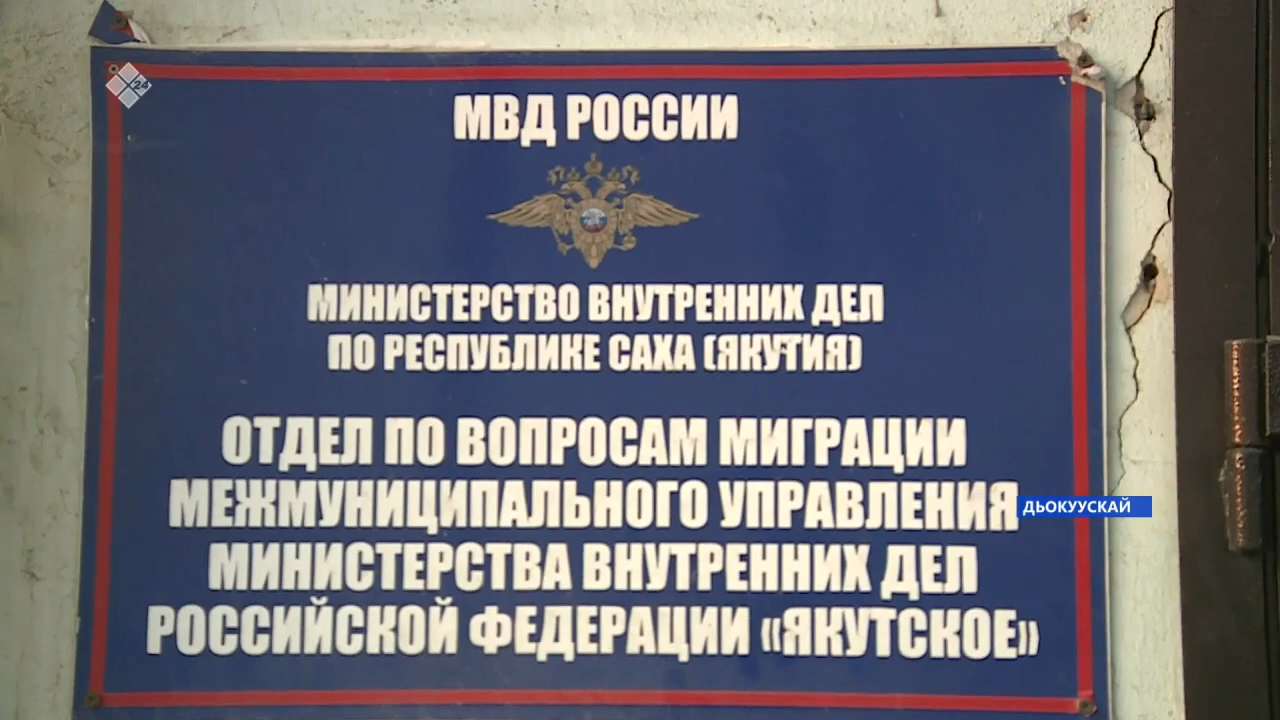 24
МВД РОССИИ
МИНИСТЕРСТВО ВНУТРЕННИХ ДЕЛ
ПО РЕСПУБЛИКЕ САХА (ЯКУТИЯ)
ОТДЕЛ ПО ВОПРОСАМ МИГРАЦИИ
МЕЖМУНИЦИПАЛЬНОГО УПРАВЛЕНИЯ
ДЬОКУУСКАЙ
МИНИСТЕРСТВА ВНУТРЕННИХ ДЕЛ
РОССИЙСКОЙ ФЕДЕРАЦИИ «ЯКУТСКОЕ»